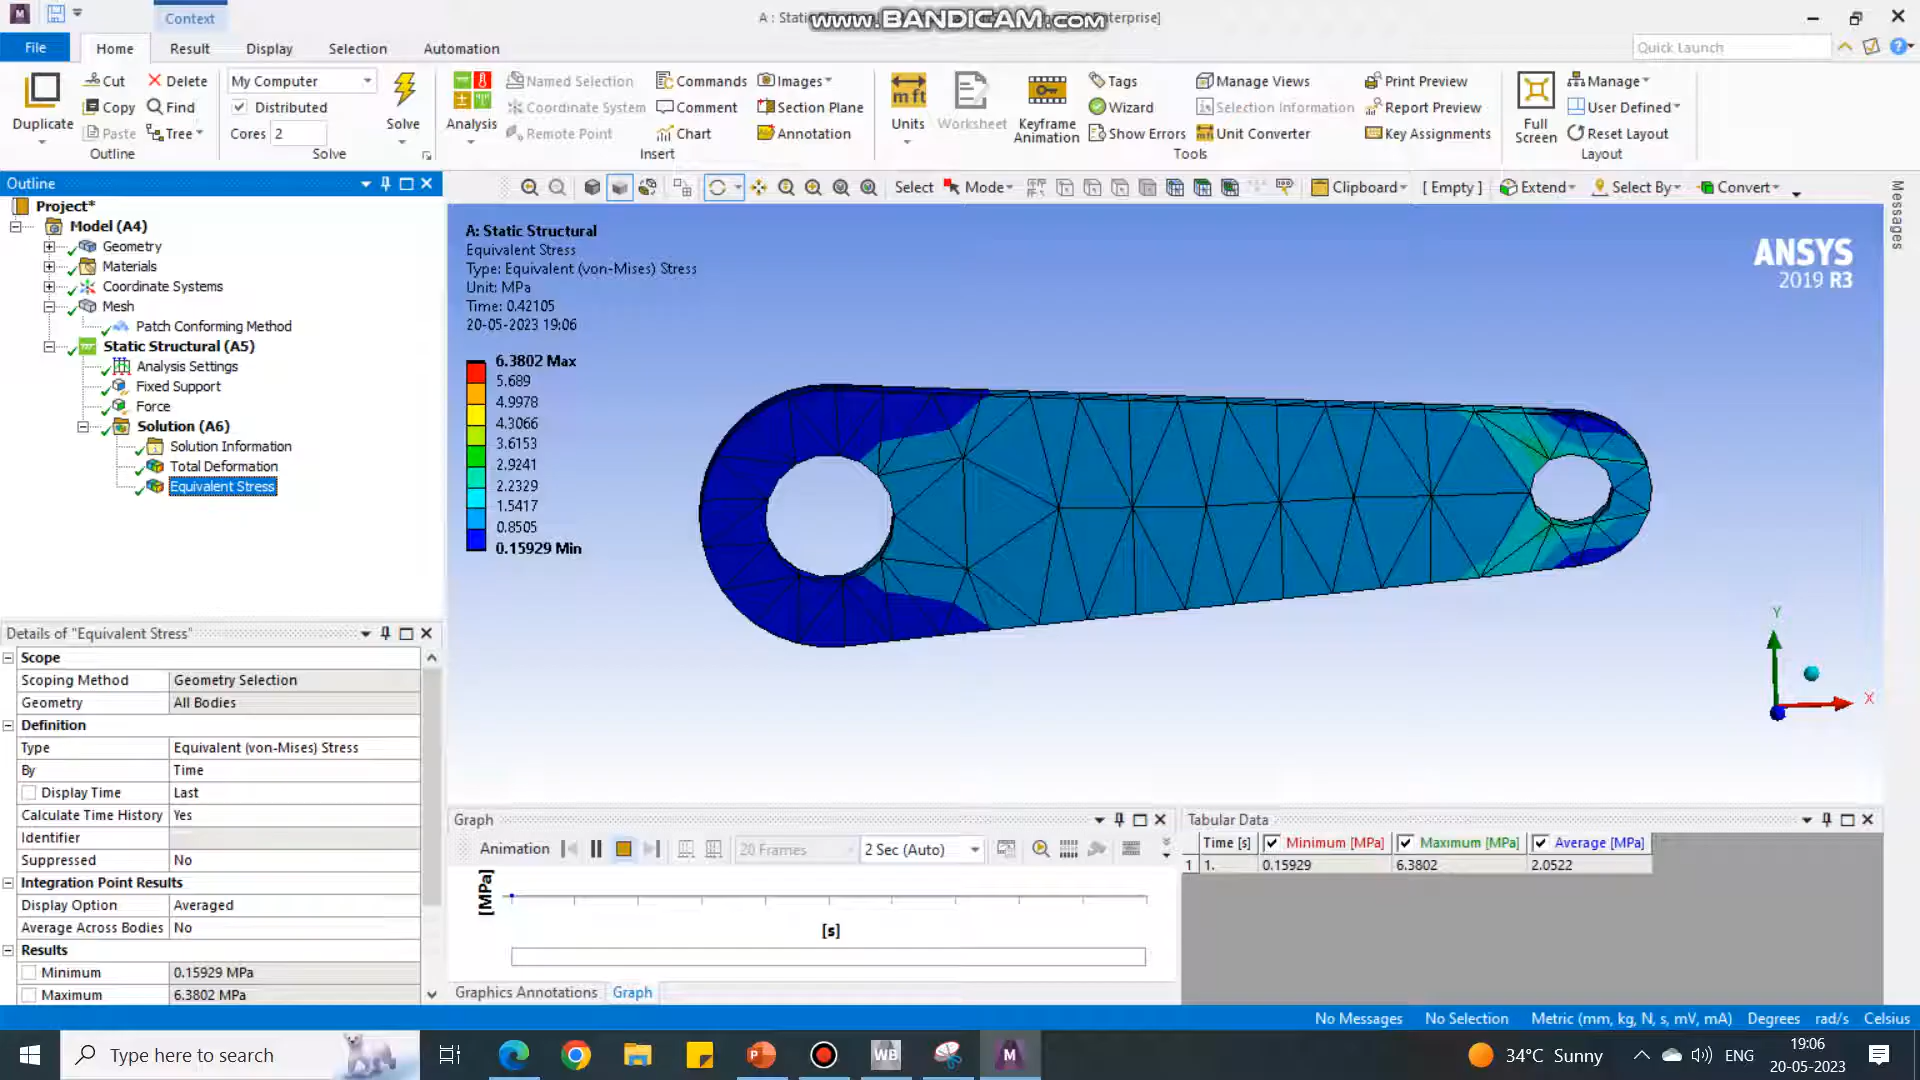 Context
A : Stati
www.BANDICAM.com
nterprise]
File
Home
Result
Display
Selection
Automation
Quick Launch
Duplicate
Cut
Delete
Copy
Find
Paste
Tree
Outline
My Computer
Distributed
Cores 2
Solve
Solve
Analysis
Named Selection
Coordinate System
Remote Point
Commands
Comment
Chart
Images
Section Plane
Annotation
Insert
Units
Worksheet
Keyframe Animation
Tags
Wizard
Show Errors
Manage Views
Selection Information
Unit Converter
Print Preview
Report Preview
Key Assignments
Tools
Full Screen
Manage
User Defined
Reset Layout
Layout
Outline
Select
Mode
Clipboard
[ Empty ]
Extend
Select By
Convert
Messages
Project*
Model (A4)
Geometry
Materials
Coordinate Systems
Mesh
Patch Conforming Method
Static Structural (A5)
Analysis Settings
Fixed Support
Force
Solution (A6)
Solution Information
Total Deformation
Equivalent Stress
A: Static Structural
Equivalent Stress
Type: Equivalent (von-Mises) Stress
Unit: MPa
Time: 0.42105
20-05-2023 19:06
6.3802 Max
5.689
4.9978
4.3066
3.6153
2.9241
2.2329
1.5417
0.8505
0.15929 Min
ANSYS
2019 R3
Y
X
Details of "Equivalent Stress"
Scope
Scoping Method Geometry Selection
Geometry All Bodies
Definition
Type Equivalent (von-Mises) Stress
By Time
Display Time Last
Calculate Time History Yes
Identifier
Suppressed No
Integration Point Results
Display Option Averaged
Average Across Bodies No
Results
Minimum 0.15929 MPa
Maximum 6.3802 MPa
Graph
Animation
20 Frames
2 Sec (Auto)
[MPa]
[s]
Graphics Annotations
Graph
Tabular Data
Time [s] Minimum [MPa] Maximum [MPa] Average [MPa]
1 1. 0.15929 6.3802 2.0522
No Messages
No Selection
Metric (mm, kg, N, s, mV, mA)
Degrees
rad/s
Celsius
Type here to search
WB
M
34°C Sunny
ENG
19:06
20-05-2023